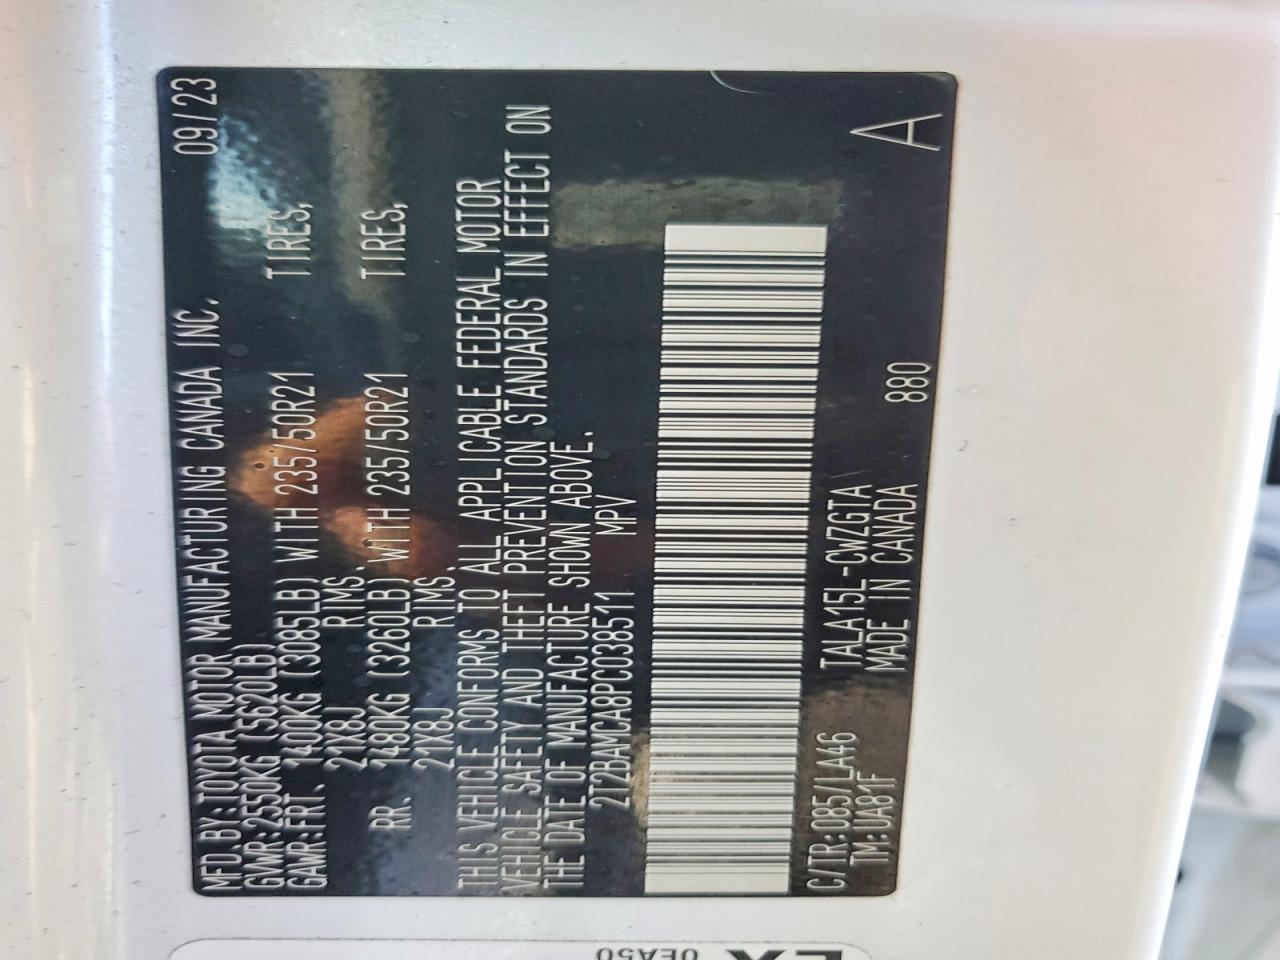 MFD.BY:TOYOTA MOTOR MANUFACTURING CANADA INC. 09/23
GVWR:2550KG (5620LB)
GAWR:FRT. 1400KG (3085LB) WITH 235/50R21 TIRES,
21X8J RIMS.
RR. 1480KG (3260LB) WITH 235/50R21 TIRES,
21X8J RIMS.
THIS VEHICLE CONFORMS TO ALL APPLICABLE FEDERAL MOTOR
VEHICLE SAFETY AND THEFT PREVENTION STANDARDS IN EFFECT ON
THE DATE OF MANUFACTURE SHOWN ABOVE.
2T2BAMCA8PC038511 MPV
C/TR:085/LA46 TALA15L-CWZGTA
TM:UA81F MADE IN CANADA 880 A
0EA50